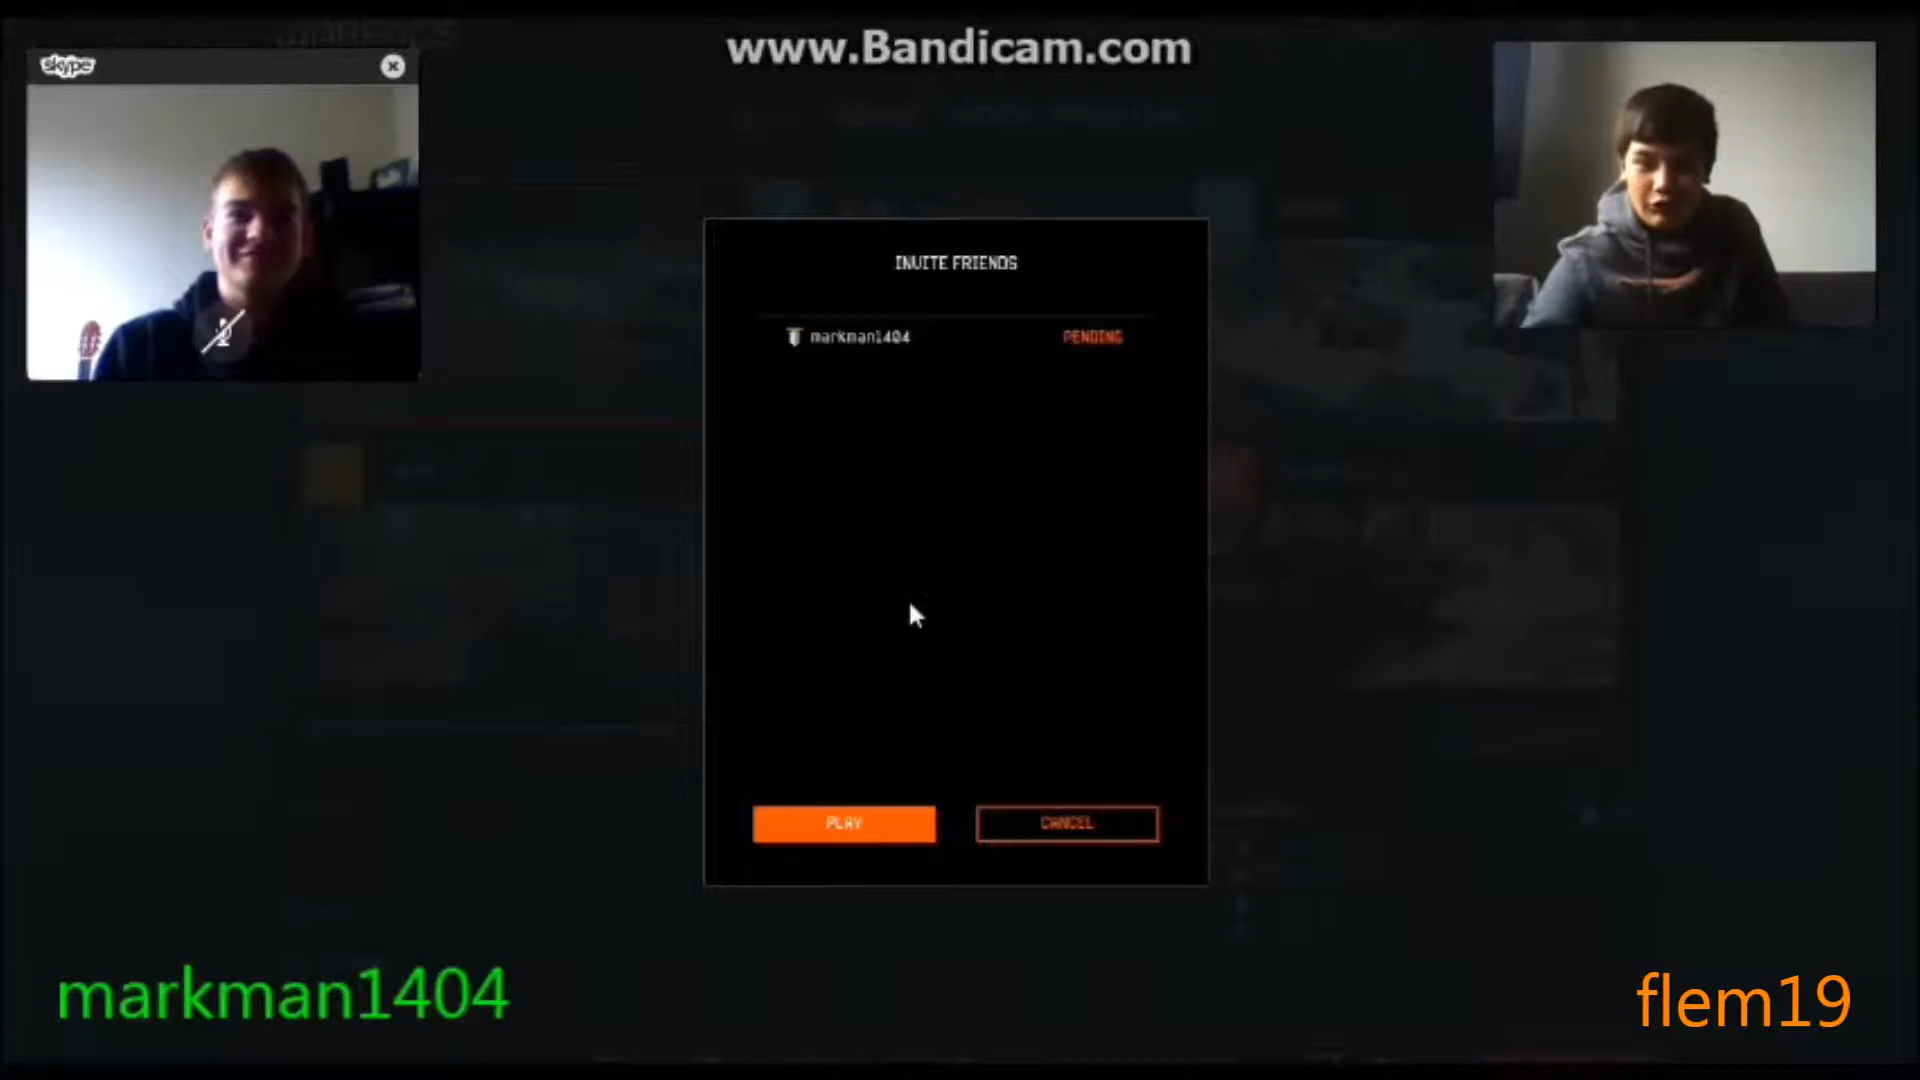 skype
www.Bandicam.com
INVITE FRIENDS
markman1404 PENDING
PLAY CANCEL
markman1404
flem19